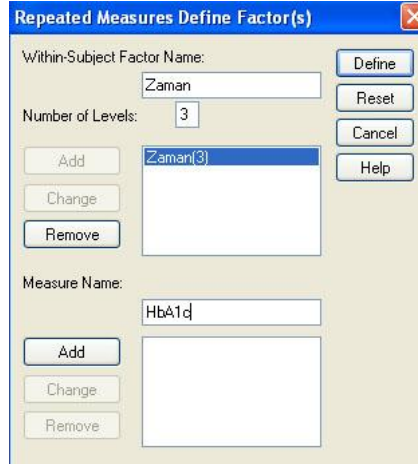 Repeated Measures Define Factor(s)
Within-Subject Factor Name:
Define
Zaman
Reset
Number of Levels:
3
Cancel
Add
Zaman(3)
Help
Change
Remove
Measure Name:
HbA1c
Add
Change
Remove